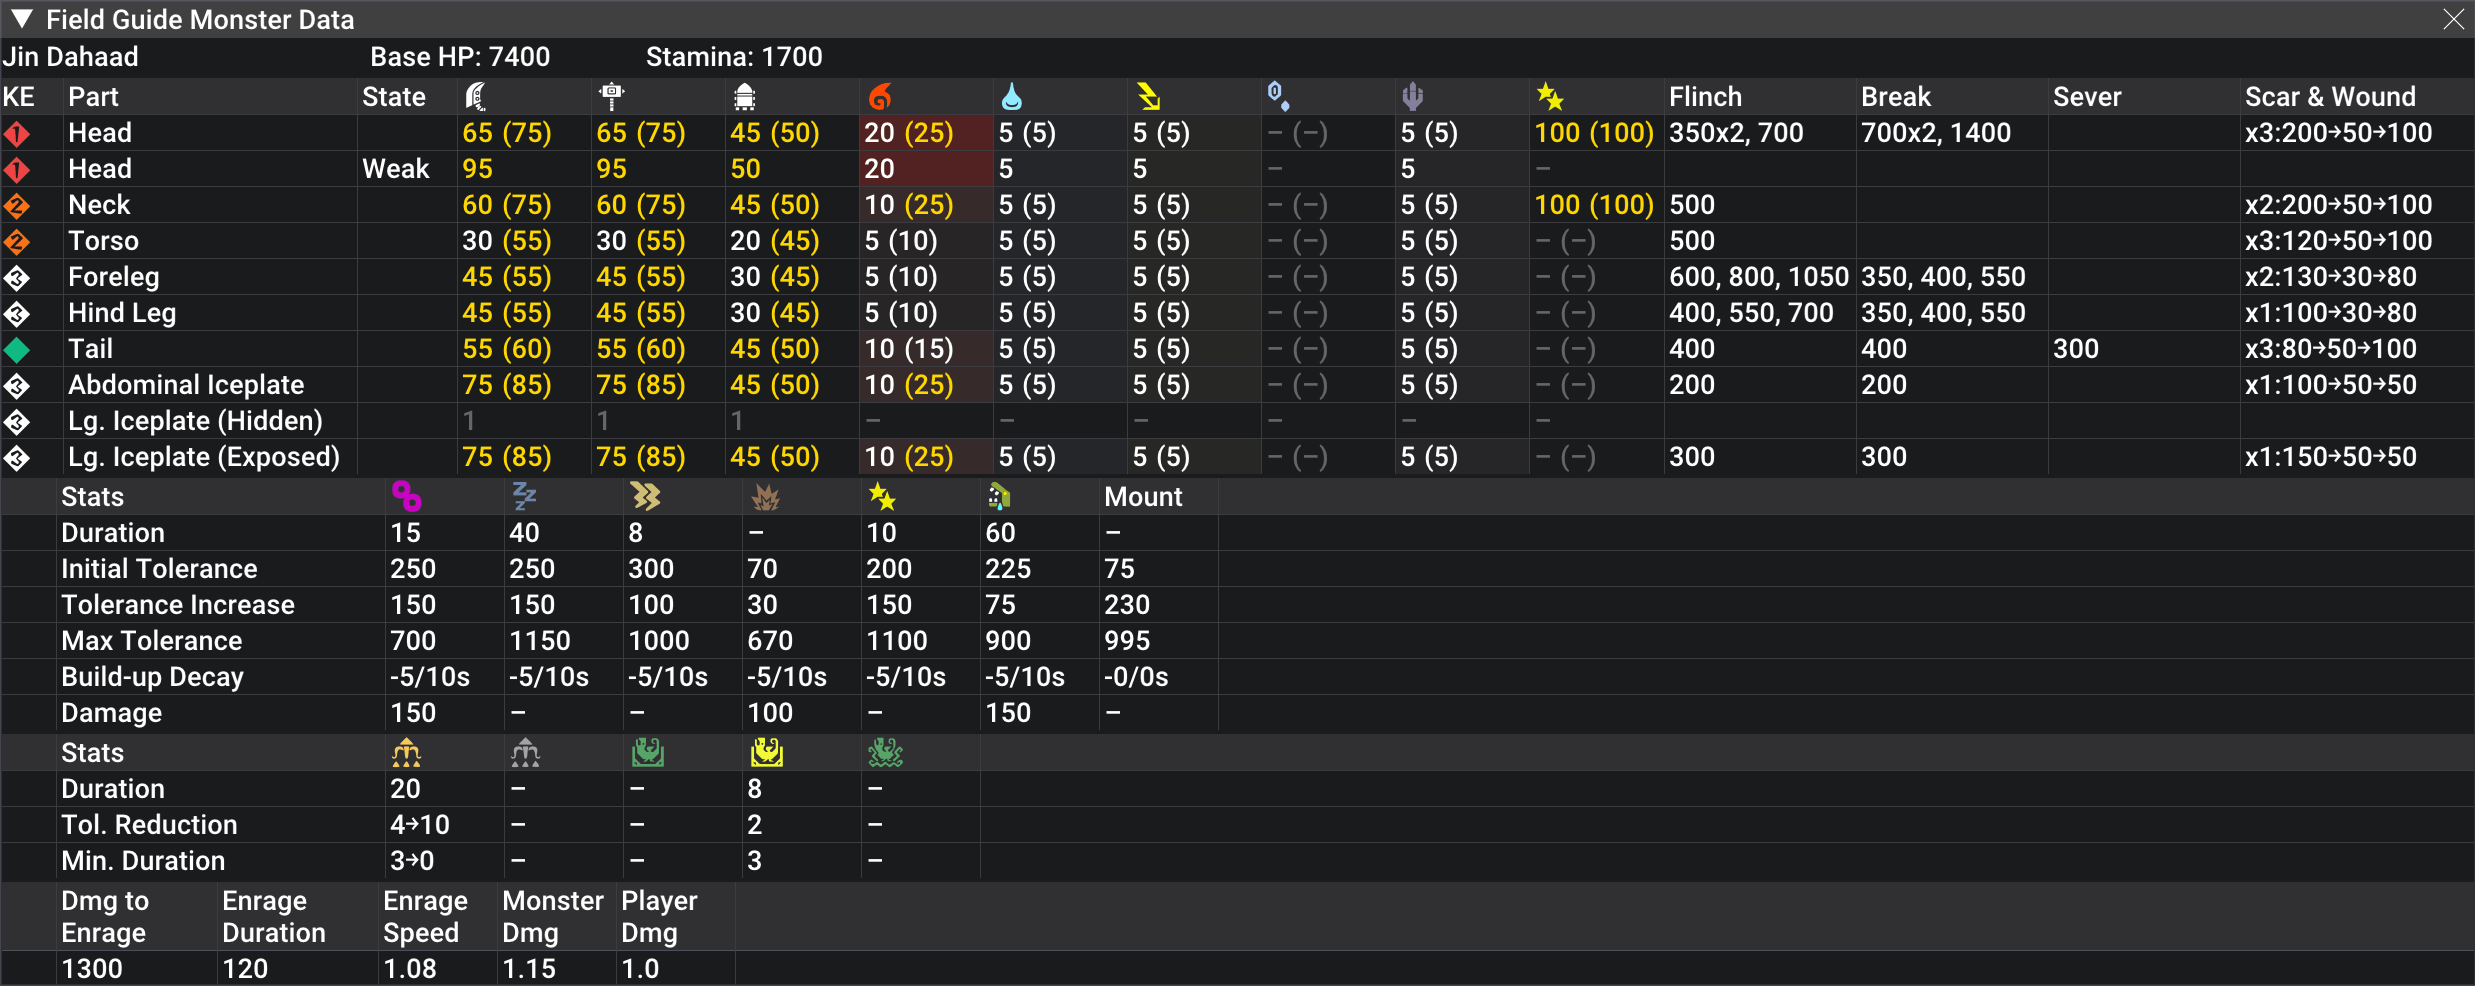 Field Guide Monster Data
Jin Dahaad Base HP: 7400 Stamina: 1700
KE Part State Flinch Break Sever Scar & Wound
1 Head 65 (75) 65 (75) 45 (50) 20 (25) 5 (5) 5 (5) – (–) 5 (5) 100 (100) 350x2, 700 700x2, 1400 x3:200→50→100
1 Head Weak 95 95 50 20 5 5 – 5 –
2 Neck 60 (75) 60 (75) 45 (50) 10 (25) 5 (5) 5 (5) – (–) 5 (5) 100 (100) 500 x2:200→50→100
2 Torso 30 (55) 30 (55) 20 (45) 5 (10) 5 (5) 5 (5) – (–) 5 (5) – (–) 500 x3:120→50→100
3 Foreleg 45 (55) 45 (55) 30 (45) 5 (10) 5 (5) 5 (5) – (–) 5 (5) – (–) 600, 800, 1050 350, 400, 550 x2:130→30→80
3 Hind Leg 45 (55) 45 (55) 30 (45) 5 (10) 5 (5) 5 (5) – (–) 5 (5) – (–) 400, 550, 700 350, 400, 550 x1:100→30→80
Tail 55 (60) 55 (60) 45 (50) 10 (15) 5 (5) 5 (5) – (–) 5 (5) – (–) 400 400 300 x3:80→50→100
3 Abdominal Iceplate 75 (85) 75 (85) 45 (50) 10 (25) 5 (5) 5 (5) – (–) 5 (5) – (–) 200 200 x1:100→50→50
3 Lg. Iceplate (Hidden) 1 1 1 – – – – – –
3 Lg. Iceplate (Exposed) 75 (85) 75 (85) 45 (50) 10 (25) 5 (5) 5 (5) – (–) 5 (5) – (–) 300 300 x1:150→50→50
Stats Mount
Duration 15 40 8 – 10 60 –
Initial Tolerance 250 250 300 70 200 225 75
Tolerance Increase 150 150 100 30 150 75 230
Max Tolerance 700 1150 1000 670 1100 900 995
Build-up Decay -5/10s -5/10s -5/10s -5/10s -5/10s -5/10s -0/0s
Damage 150 – – 100 – 150 –
Stats
Duration 20 – – 8 –
Tol. Reduction 4→10 – – 2 –
Min. Duration 3→0 – – 3 –
Dmg to Enrage Enrage Monster Player
Enrage Duration Speed Dmg Dmg
1300 120 1.08 1.15 1.0